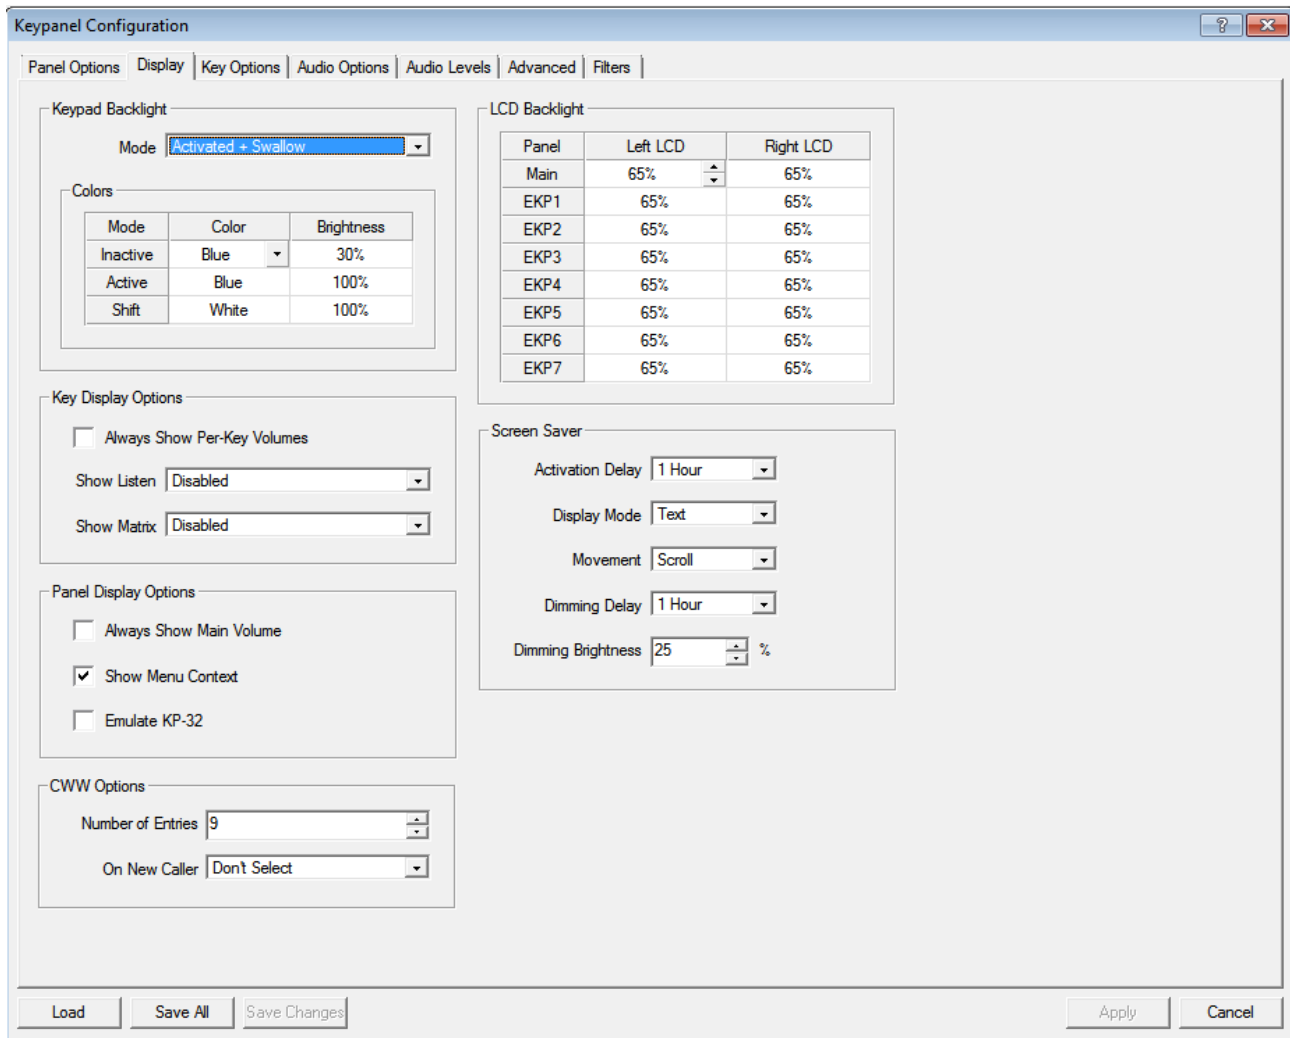 Keypanel Configuration
Panel Options Display Key Options Audio Options Audio Levels Advanced Filters
Keypad Backlight
Mode Activated + Swallow
Colors
Mode Color Brightness
Inactive Blue 30%
Active Blue 100%
Shift White 100%
Key Display Options
Always Show Per-Key Volumes
Show Listen Disabled
Show Matrix Disabled
Panel Display Options
Always Show Main Volume
Show Menu Context
Emulate KP-32
CWW Options
Number of Entries 9
On New Caller Don't Select
LCD Backlight
Panel Left LCD Right LCD
Main 65% 65%
EKP1 65% 65%
EKP2 65% 65%
EKP3 65% 65%
EKP4 65% 65%
EKP5 65% 65%
EKP6 65% 65%
EKP7 65% 65%
Screen Saver
Activation Delay 1 Hour
Display Mode Text
Movement Scroll
Dimming Delay 1 Hour
Dimming Brightness 25 %
Load Save All Save Changes Apply Cancel